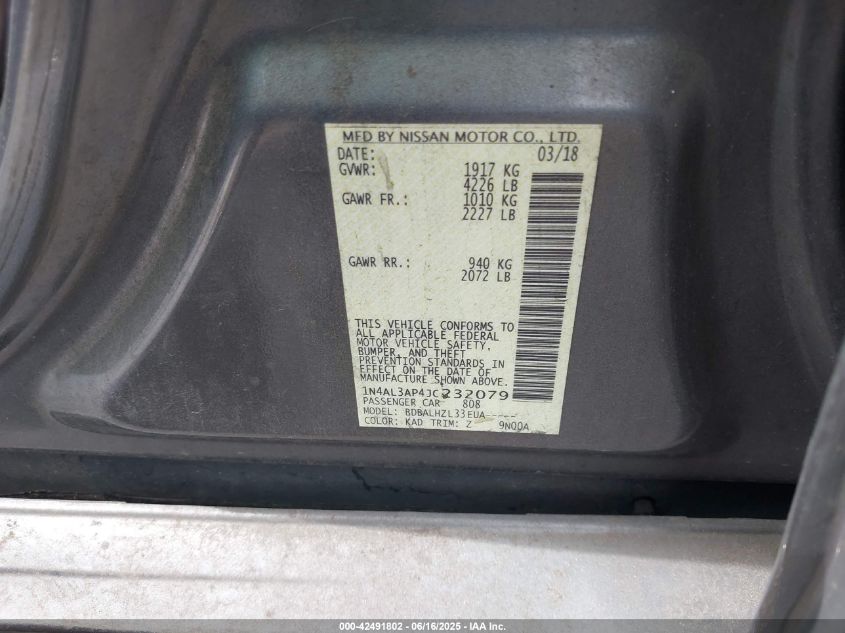 MFD BY NISSAN MOTOR CO., LTD.
DATE: 03/18
GVWR: 1917 KG
4226 LB
GAWR FR.: 1010 KG
2227 LB
GAWR RR.: 940 KG
2072 LB
THIS VEHICLE CONFORMS TO
ALL APPLICABLE FEDERAL
MOTOR VEHICLE SAFETY,
BUMPER, AND THEFT
PREVENTION STANDARDS IN
EFFECT ON THE DATE OF
MANUFACTURE SHOWN ABOVE.
1N4AL3AP4JC232079
PASSENGER CAR 808
MODEL: BDBALHZL33EUA-----
COLOR: KAD TRIM: Z 9N00A
000-42491802 - 06/16/2025 - IAA Inc.